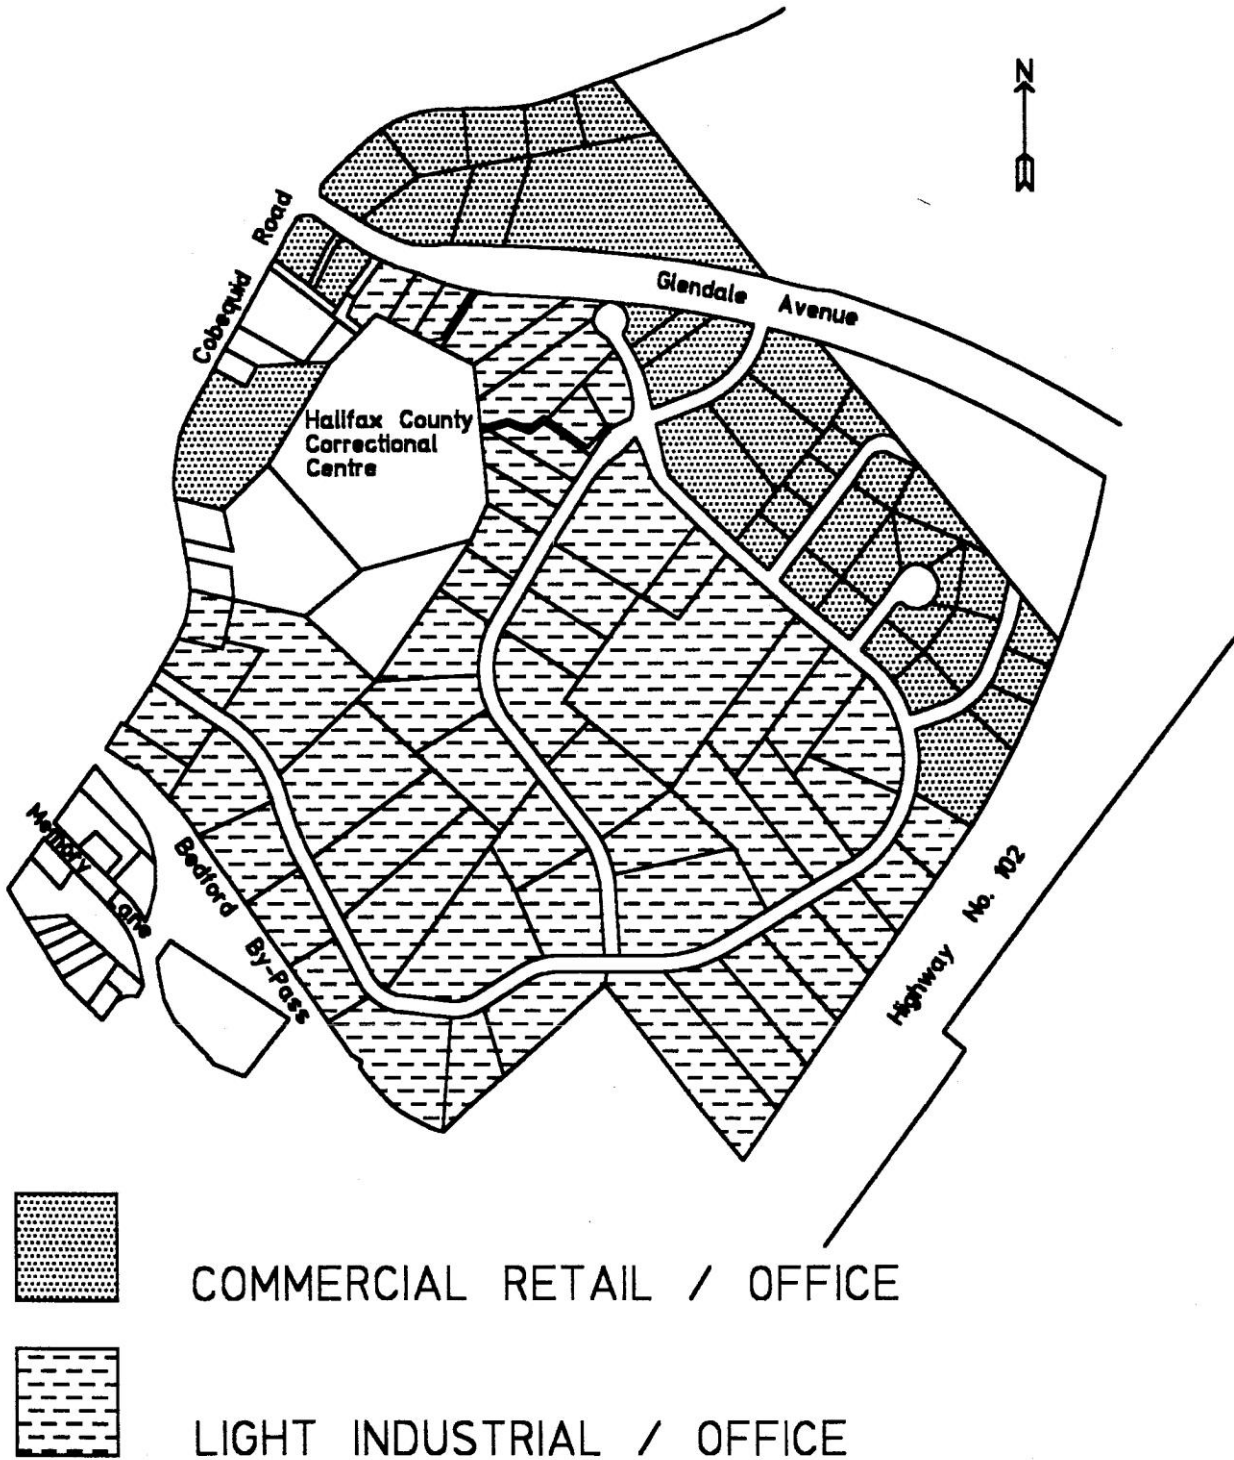 N
Cobequid Road
Glendale Avenue
Halifax County
Correctional
Centre
Memory Lane
Bedford By-Pass
Highway No. 102
COMMERCIAL RETAIL / OFFICE
LIGHT INDUSTRIAL / OFFICE